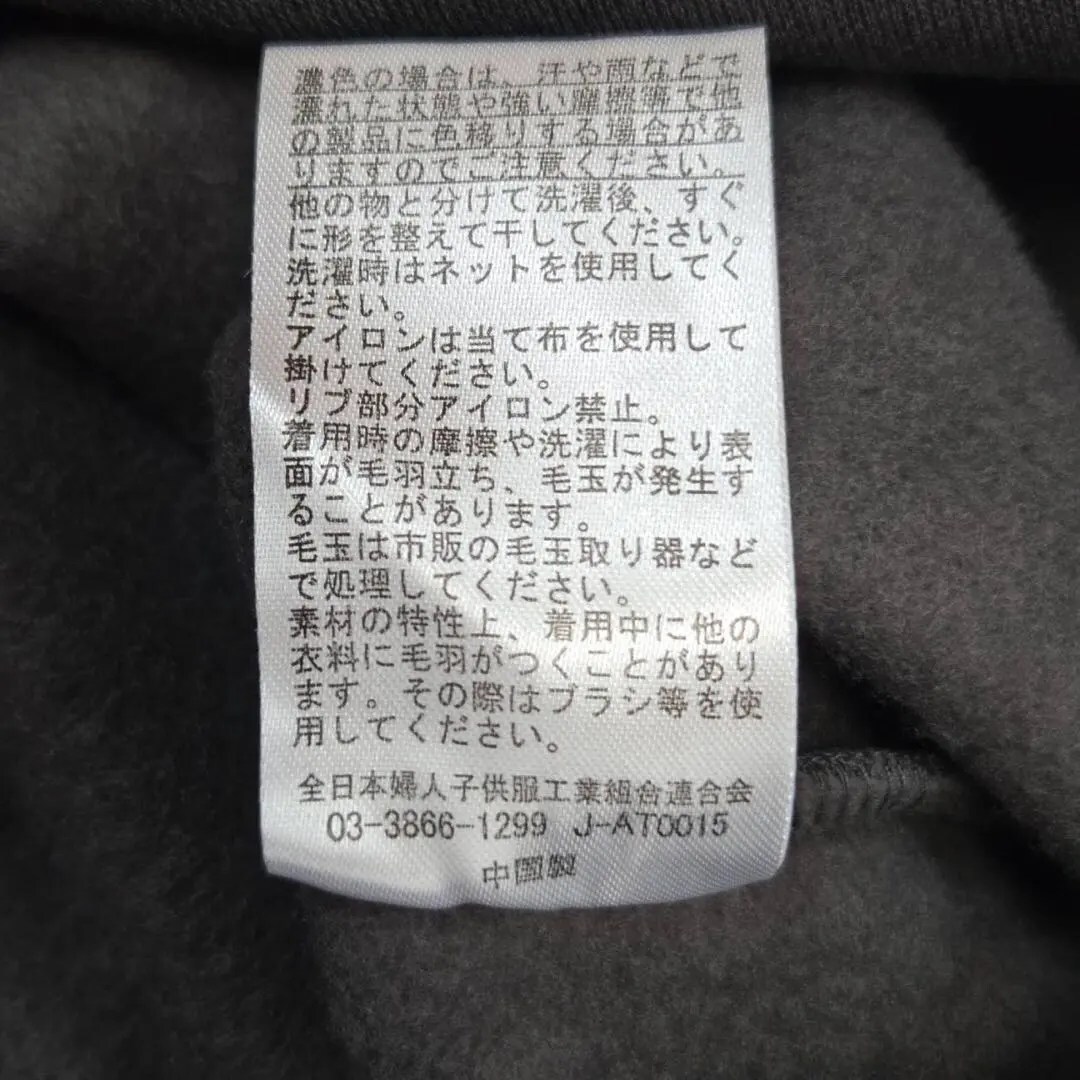 濃色の場合は、汗や雨などで
濡れた状態や強い摩擦等で他
の製品に色移りする場合があ
りますのでご注意ください。
他の物と分けて洗濯後、すぐ
に形を整えて干してください。
洗濯時はネットを使用してく
ださい。
アイロンは当て布を使用して
掛けてください。
リブ部分アイロン禁止。
着用時の摩擦や洗濯により表
面が毛羽立ち、毛玉が発生す
ることがあります。
毛玉は市販の毛玉取り器など
で処理してください。
素材の特性上、着用中に他の
衣料に毛羽がつくことがあり
ます。その際はブラシ等を使
用してください。
全日本婦人子供服工業組合連合会
03-3866-1299 J-AT0015
中国製